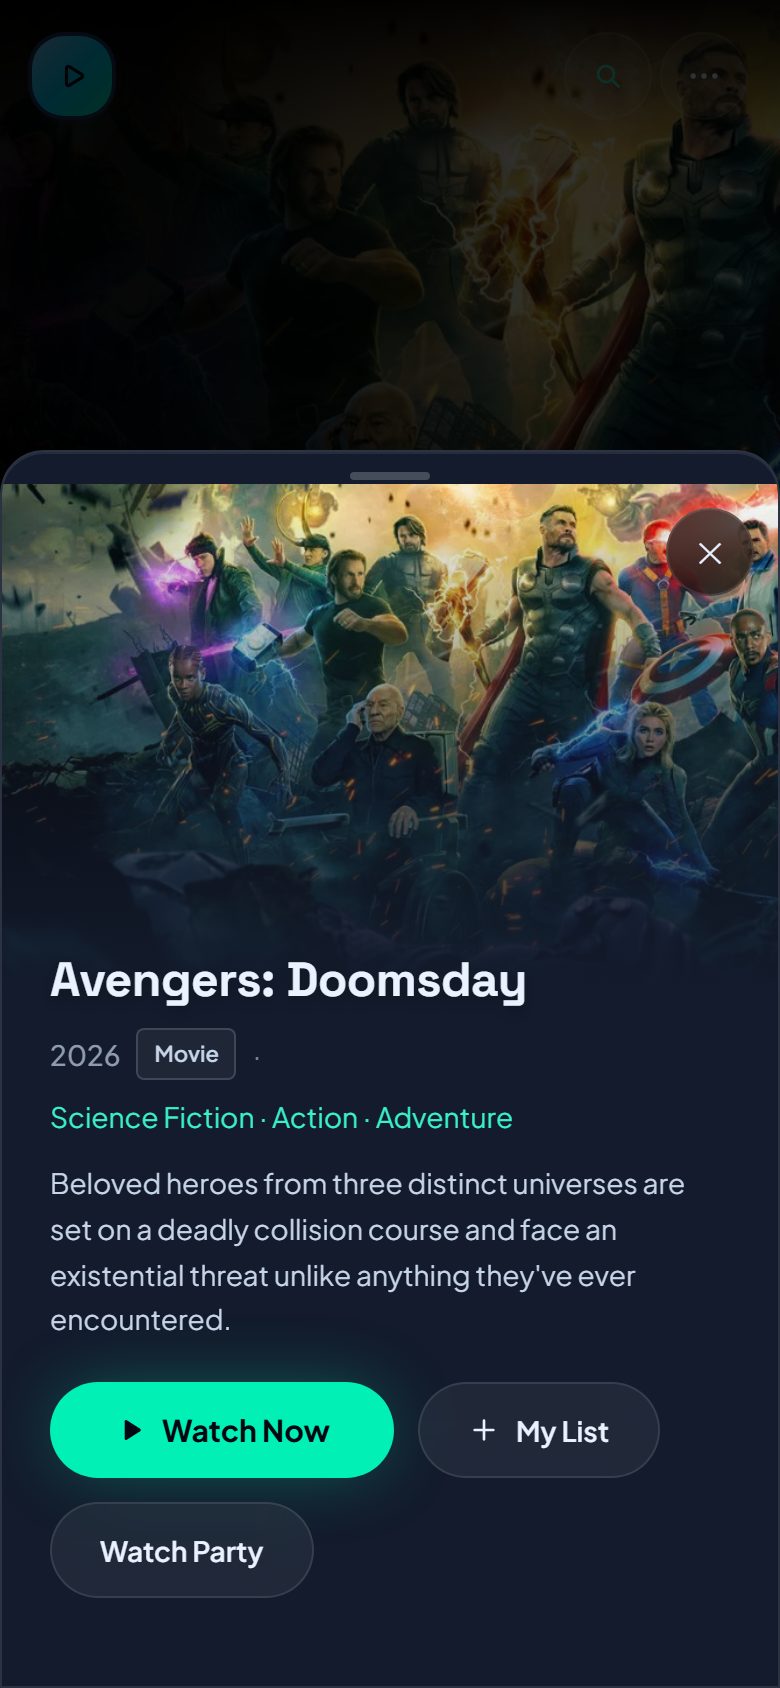 Avengers: Doomsday
2026 Movie ·
Science Fiction · Action · Adventure
Beloved heroes from three distinct universes are
set on a deadly collision course and face an
existential threat unlike anything they've ever
encountered.
Watch Now
My List
Watch Party